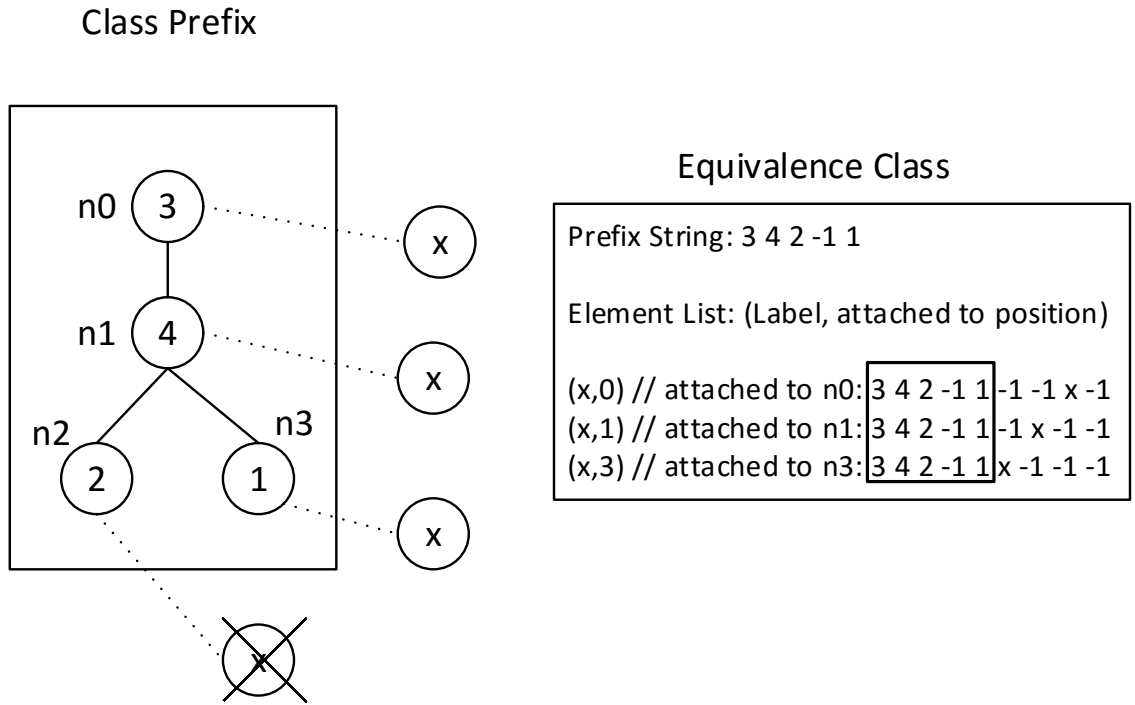 Class Prefix
n0
3
x
n1
4
x
n2
n3
2
1
x
x
Equivalence Class
Prefix String: 3 4 2 -1 1
Element List: (Label, attached to position)
(x,0) // attached to n0: 3 4 2 -1 1 -1 -1 x -1
(x,1) // attached to n1: 3 4 2 -1 1 -1 x -1 -1
(x,3) // attached to n3: 3 4 2 -1 1 x -1 -1 -1